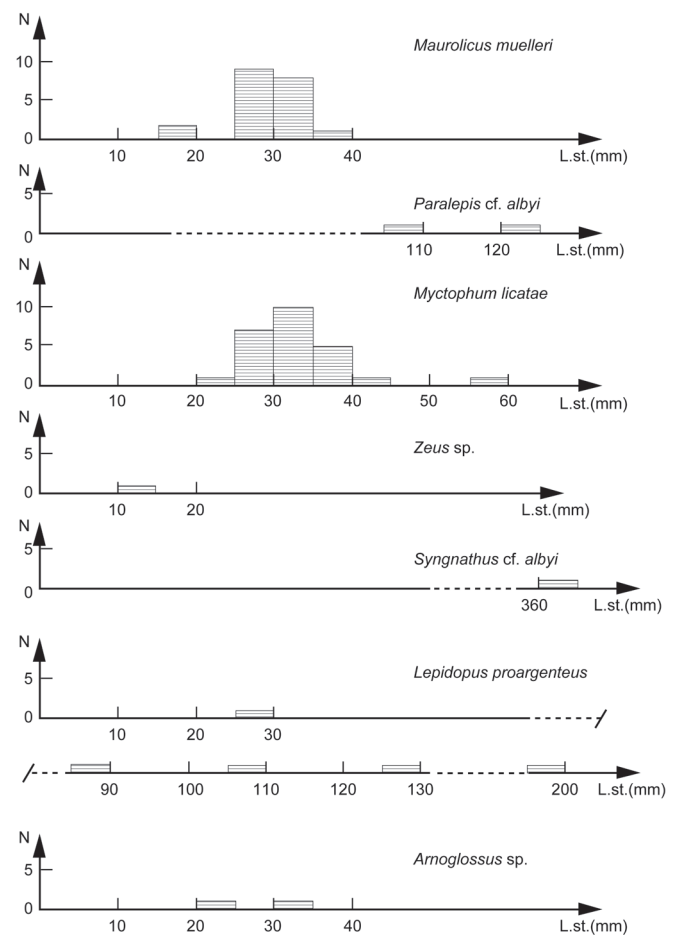 N
Maurolicus muelleri
10
5
0
10 20 30 40 L.st.(mm)
N
5
Paralepis cf. albyi
0
110 120 L.st.(mm)
N
Myctophum licatae
10
5
0
10 20 30 40 50 60 L.st.(mm)
N
Zeus sp.
5
0
10 20 L.st.(mm)
N
5
Syngnathus cf. albyi
0
360 L.st.(mm)
N
Lepidopus proargenteus
5
0
10 20 30
90 100 110 120 130 200 L.st.(mm)
N
Arnoglossus sp.
5
0
10 20 30 40 L.st.(mm)